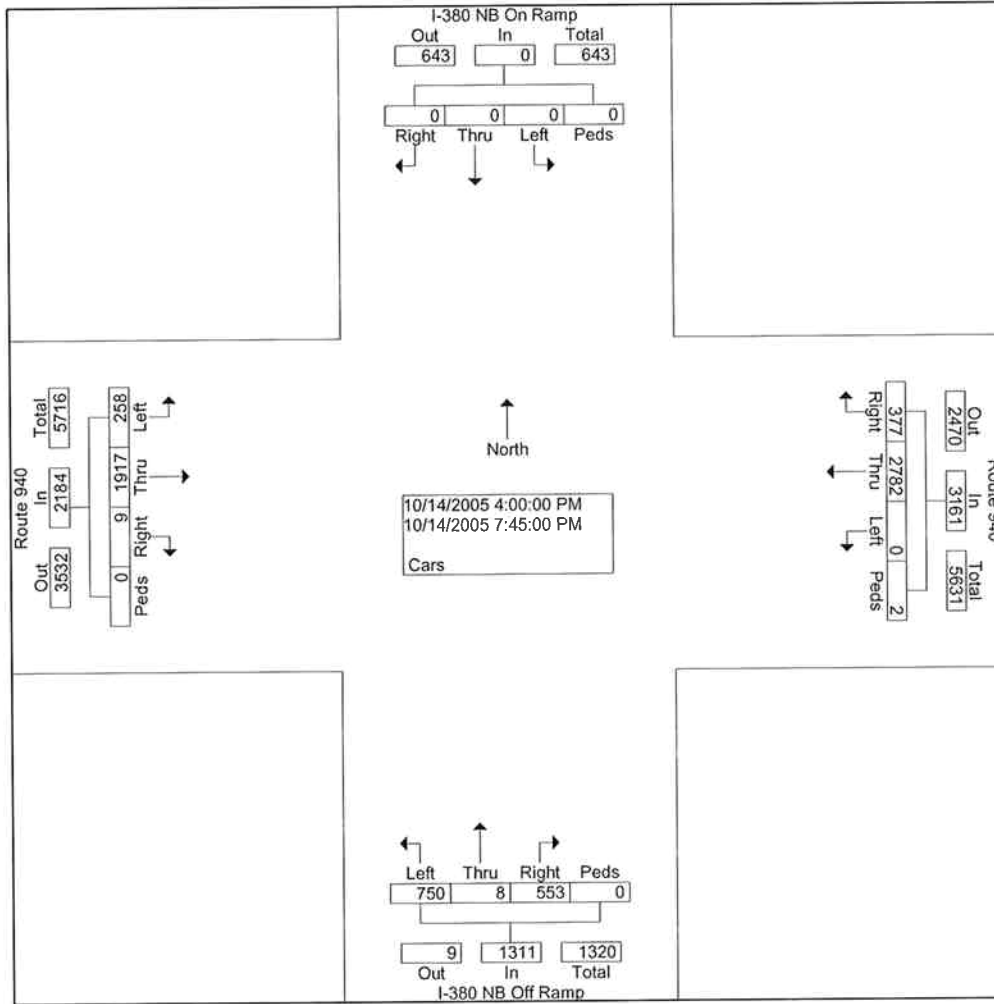 I-380 NB On Ramp
Out In Total
643 0 643
0 0 0 0
Right Thru Left Peds
Route 940
Total In Out
5716 2184 3532
258 1917 9 0
Left Thru Right Peds
North
10/14/2005 4:00:00 PM
10/14/2005 7:45:00 PM
Cars
Right Thru Left Peds
377 2782 0 2
Out In Total
2470 3161 5631
Route 940
Left Thru Right Peds
750 8 553 0
9 1311 1320
Out In Total
I-380 NB Off Ramp